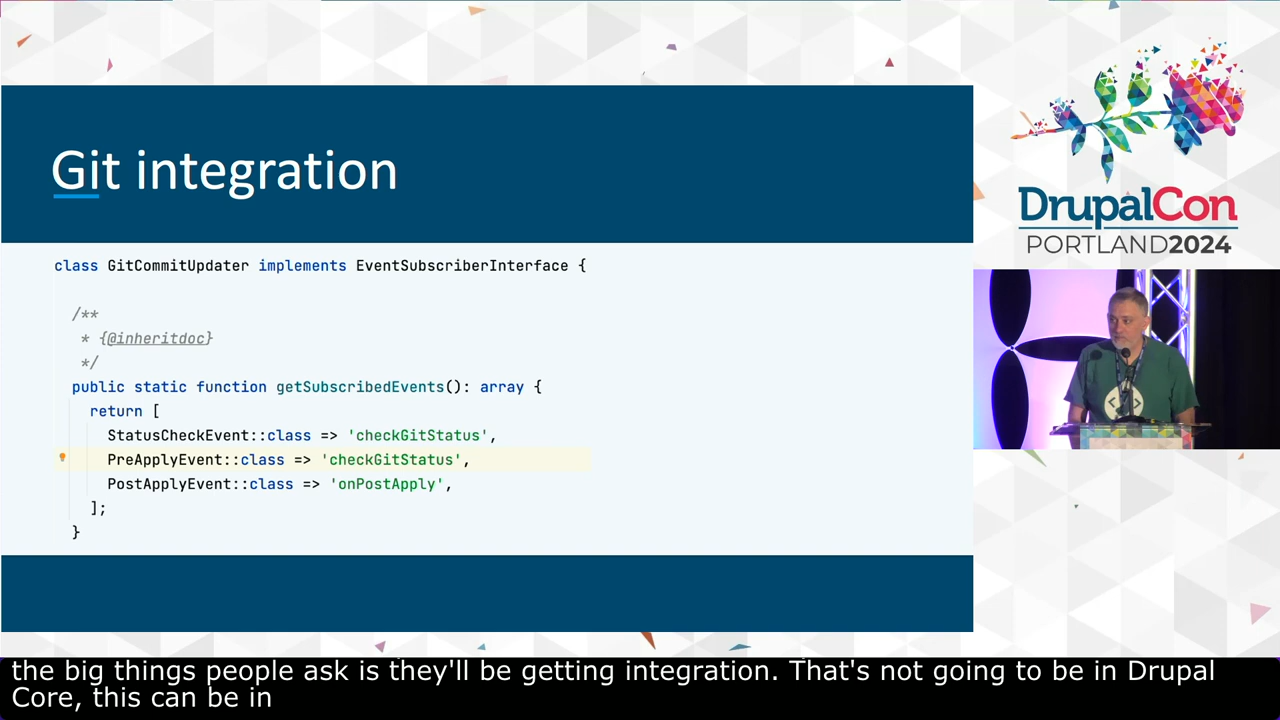 Git integration
class GitCommitUpdater implements EventSubscriberInterface {
/**
* {@inheritdoc}
*/
public static function getSubscribedEvents(): array {
return [
StatusCheckEvent::class => 'checkGitStatus',
PreApplyEvent::class => 'checkGitStatus',
PostApplyEvent::class => 'onPostApply',
];
}
DrupalCon
PORTLAND2024
</>
the big things people ask is they'll be getting integration. That's not going to be in Drupal
Core, this can be in